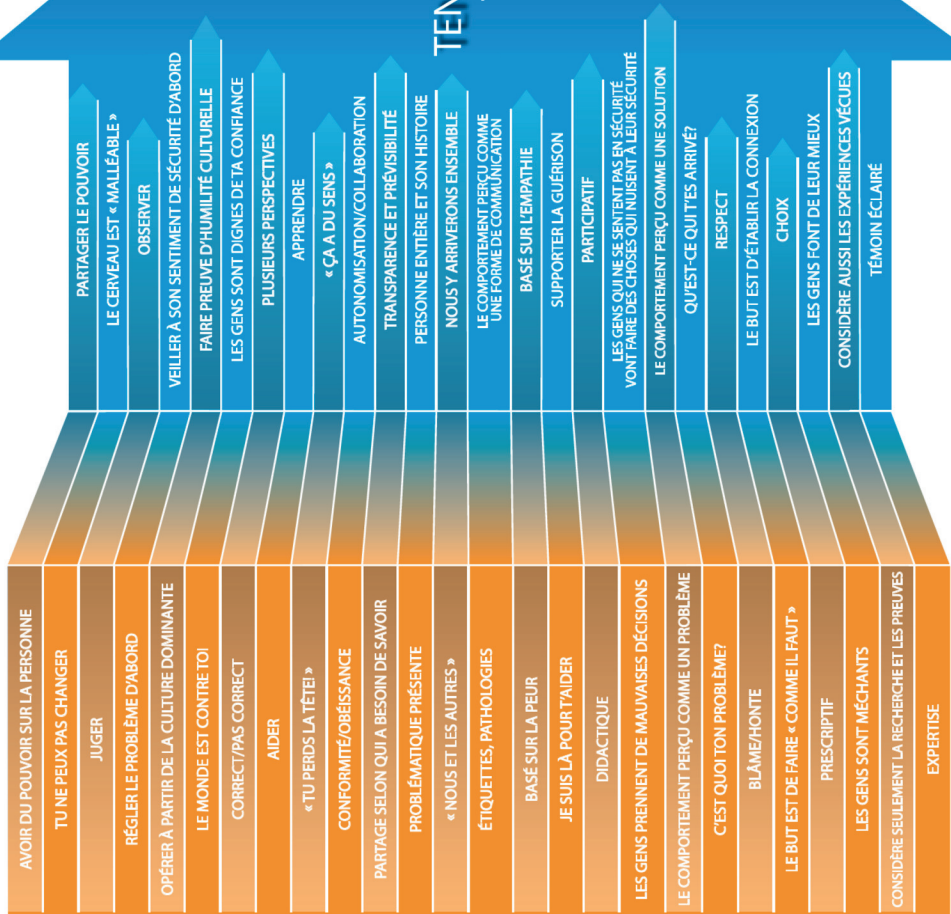 AVOIR DU POUVOIR SUR LA PERSONNE
TU NE PEUX PAS CHANGER
JUGER
RÉGLER LE PROBLÈME D'ABORD
OPÉRER À PARTIR DE LA CULTURE DOMINANTE
LE MONDE EST CONTRE TOI
CORRECT/PAS CORRECT
AIDER
« TU PERDS LA TÊTE! »
CONFORMITÉ/OBÉISSANCE
PARTAGE SELON QUI A BESOIN DE SAVOIR
PROBLÉMATIQUE PRÉSENTE
« NOUS ET LES AUTRES »
ÉTIQUETTES, PATHOLOGIES
BASÉ SUR LA PEUR
JE SUIS LÀ POUR T'AIDER
DIDACTIQUE
LES GENS PRENNENT DE MAUVAISES DÉCISIONS
LE COMPORTEMENT PERÇU COMME UN PROBLÈME
C'EST QUOI TON PROBLÈME?
BLÂME/HONTE
LE BUT EST DE FAIRE « COMME IL FAUT »
PRESCRIPTIF
LES GENS SONT MÉCHANTS
CONSIDÈRE SEULEMENT LA RECHERCHE ET LES PREUVES
EXPERTISE
PARTAGER LE POUVOIR
LE CERVEAU EST « MALLÉABLE »
OBSERVER
VEILLER À SON SENTIMENT DE SÉCURITÉ D'ABORD
FAIRE PREUVE D'HUMILITÉ CULTURELLE
LES GENS SONT DIGNES DE TA CONFIANCE
PLUSIEURS PERSPECTIVES
APPRENDRE
« ÇA A DU SENS »
AUTONOMISATION/COLLABORATION
TRANSPARENCE ET PRÉVISIBILITÉ
PERSONNE ENTIÈRE ET SON HISTOIRE
NOUS Y ARRIVERONS ENSEMBLE
LE COMPORTEMENT PERÇU COMME
UNE FORME DE COMMUNICATION
BASÉ SUR L'EMPATHIE
SUPPORTER LA GUÉRISON
PARTICIPATIF
LES GENS QUI NE SE SENTENT PAS EN SÉCURITÉ
VONT FAIRE DES CHOSES QUI NUISENT À LEUR SÉCURITÉ
LE COMPORTEMENT PERÇU COMME UNE SOLUTION
QU'EST-CE QUI T'ES ARRIVÉ?
RESPECT
LE BUT EST D'ÉTABLIR LA CONNEXION
CHOIX
LES GENS FONT DE LEUR MIEUX
CONSIDÈRE AUSSI LES EXPÉRIENCES VÉCUES
TÉMOIN ÉCLAIRÉ
TEN